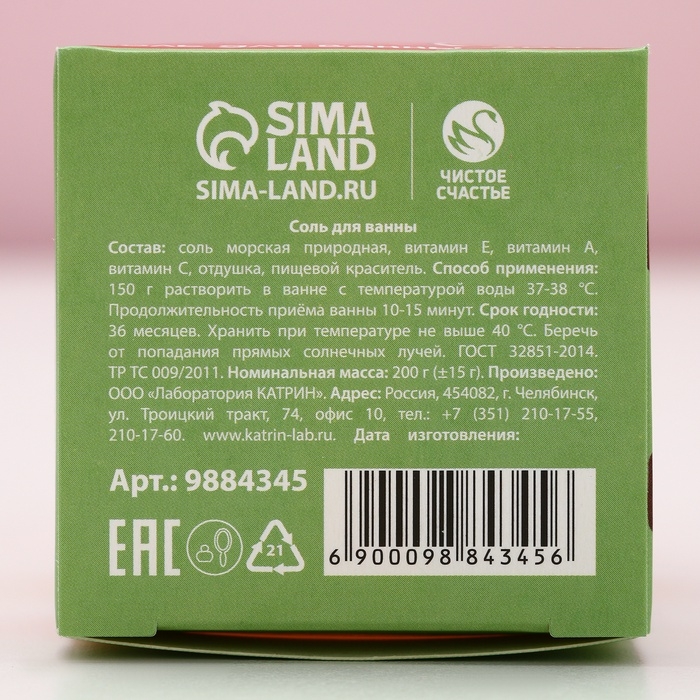 SIMA
LAND
SIMA-LAND.RU
ЧИСТОЕ
СЧАСТЬЕ
Соль для ванны
Состав: соль морская природная, витамин Е, витамин А,
витамин С, отдушка, пищевой краситель. Способ применения:
150 г растворить в ванне с температурой воды 37-38 °С.
Продолжительность приёма ванны 10-15 минут. Срок годности:
36 месяцев. Хранить при температуре не выше 40 °С. Беречь
от попадания прямых солнечных лучей. ГОСТ 32851-2014.
ТР ТС 009/2011. Номинальная масса: 200 г (±15 г). Произведено:
ООО «Лаборатория КАТРИН». Адрес: Россия, 454082, г. Челябинск,
ул. Троицкий тракт, 74, офис 10, тел.: +7 (351) 210-17-55,
210-17-60. www.katrin-lab.ru. Дата изготовления:
Арт.: 9884345
EAC
21
6 900098 843456